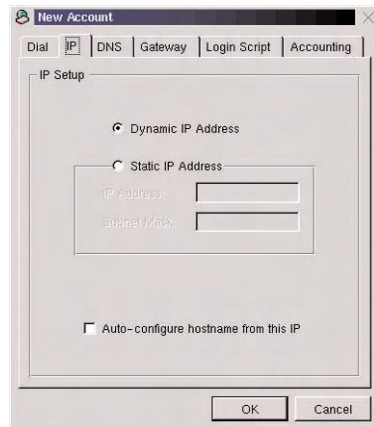 New Account
Dial IP DNS Gateway Login Script Accounting
IP Setup
Dynamic IP Address
Static IP Address
IP Address:
Subnet Mask:
Auto-configure hostname from this IP
OK Cancel